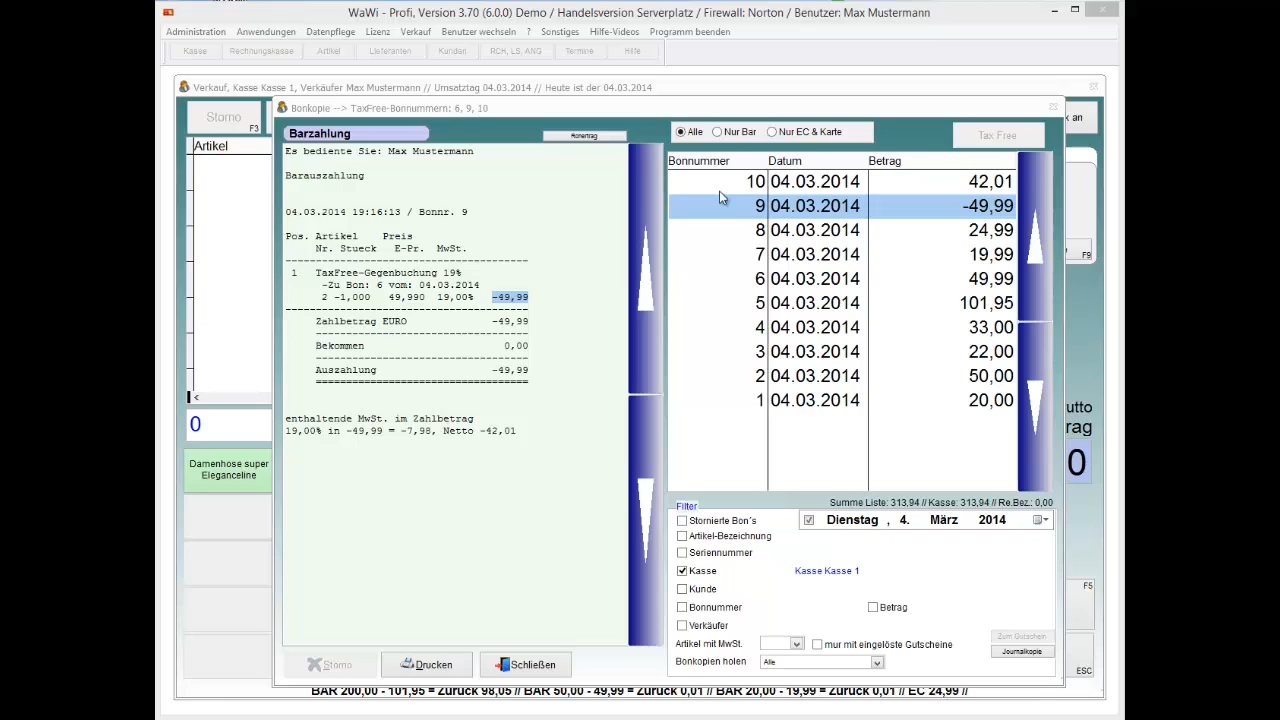 WaWi - Profi, Version 3.70 (6.0.0) Demo / Handelsversion Serverplatz / Firewall: Norton / Benutzer: Max Mustermann
Administration Anwendungen Datenpflege Lizenz Verkauf Benutzer wechseln ? Sonstiges Hilfe-Videos Programm beenden
Kasse Rechnungskasse Artikel Lieferanten Kunden RCH, LS, ANG Termine Hilfe
Verkauf, Kasse Kasse 1, Verkäufer Max Mustermann // Umsatztag 04.03.2014 // Heute ist der 04.03.2014
Storno
F3
Artikel
0
Damenhose super
Eleganceline
Bonkopie --> TaxFree-Bonnummern: 6, 9, 10
Barzahlung
Rohertrag
Es bediente Sie: Max Mustermann
Barauszahlung
04.03.2014 19:16:13 / Bonnr. 9
Pos. Artikel Preis
Nr. Stueck E-Pr. MwSt.
-----------------------------------------------
1 TaxFree-Gegenbuchung 19%
-Zu Bon: 6 vom: 04.03.2014
2 -1,000 49,990 19,00% -49,99
-----------------------------------------------
Zahlbetrag EURO -49,99
-----------------------------------------------
Bekommen 0,00
-----------------------------------------------
Auszahlung -49,99
===============================
enthaltende MwSt. im Zahlbetrag
19,00% in -49,99 = -7,98, Netto -42,01
Storno Drucken Schließen
Alle Nur Bar Nur EC & Karte
Tax Free
Bonnummer Datum Betrag
10 04.03.2014 42,01
9 04.03.2014 -49,99
8 04.03.2014 24,99
7 04.03.2014 19,99
6 04.03.2014 49,99
5 04.03.2014 101,95
4 04.03.2014 33,00
3 04.03.2014 22,00
2 04.03.2014 50,00
1 04.03.2014 20,00
Summe Liste: 313,94 // Kasse: 313,94 // Re.Bez.: 0,00
Filter
Stornierte Bon´s
Dienstag , 4. März 2014
Artikel-Bezeichnung
Seriennummer
Kasse Kasse Kasse 1
Kunde
Bonnummer Betrag
Verkäufer
Artikel mit MwSt. nur mit eingelöste Gutscheine
Zum Gutschein
Journalkopie
Bonkopien holen Alle
k an
F9
utto
rag
0
F5
ESC
BAR 200,00 - 101,95 = Zurück 98,05 // BAR 50,00 - 49,99 = Zurück 0,01 // BAR 20,00 - 19,99 = Zurück 0,01 // EC 24,99 //